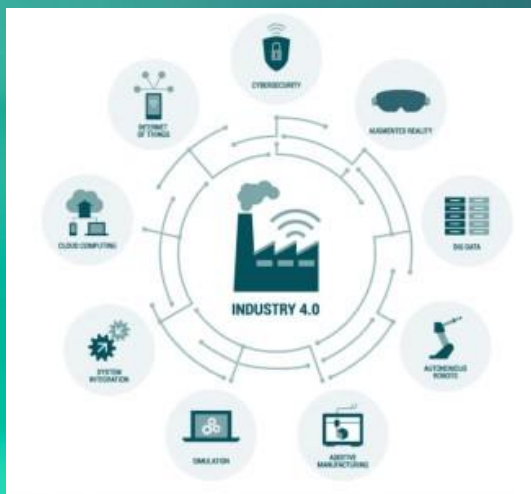 CYBERSECURITY
AUGMENTED REALITY
BIG DATA
AUTONOMOUS
ROBOTS
ADDITIVE
MANUFACTURING
SIMULATION
SYSTEM
INTEGRATION
CLOUD COMPUTING
INTERNET
OF THINGS
INDUSTRY 4.0